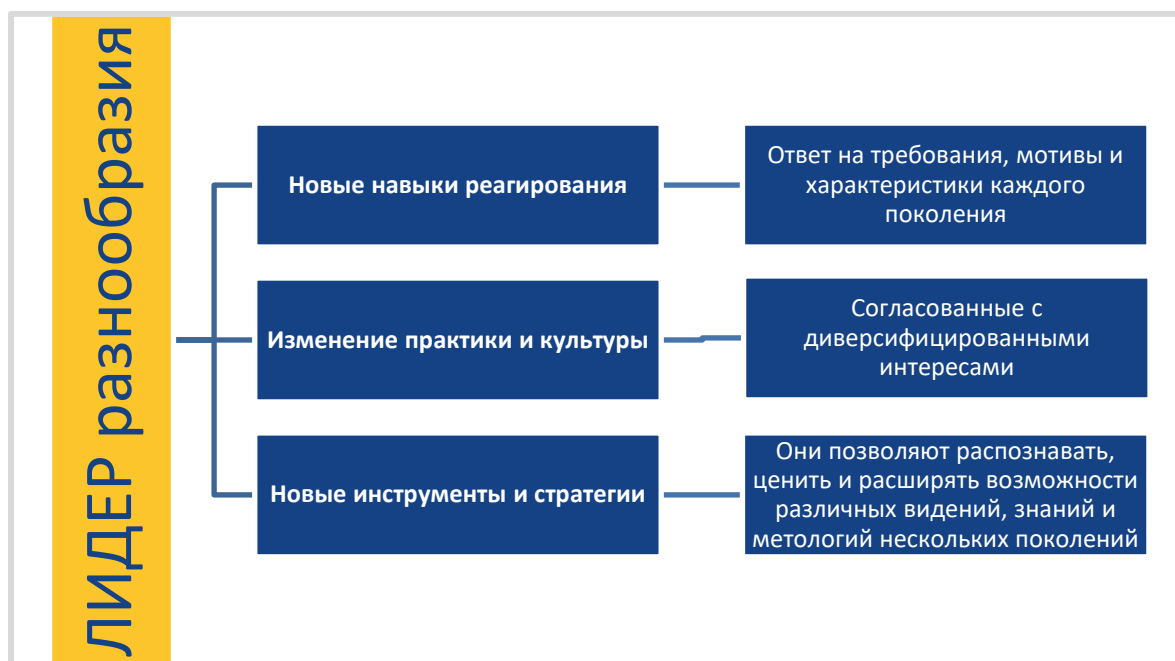 ЛИДЕР разнообразия
Новые навыки реагирования
Ответ на требования, мотивы и
характеристики каждого
поколения
Изменение практики и культуры
Согласованные с
диверсифицированными
интересами
Новые инструменты и стратегии
Они позволяют распознавать,
ценить и расширять возможности
различных видений, знаний и
метологий нескольких поколений